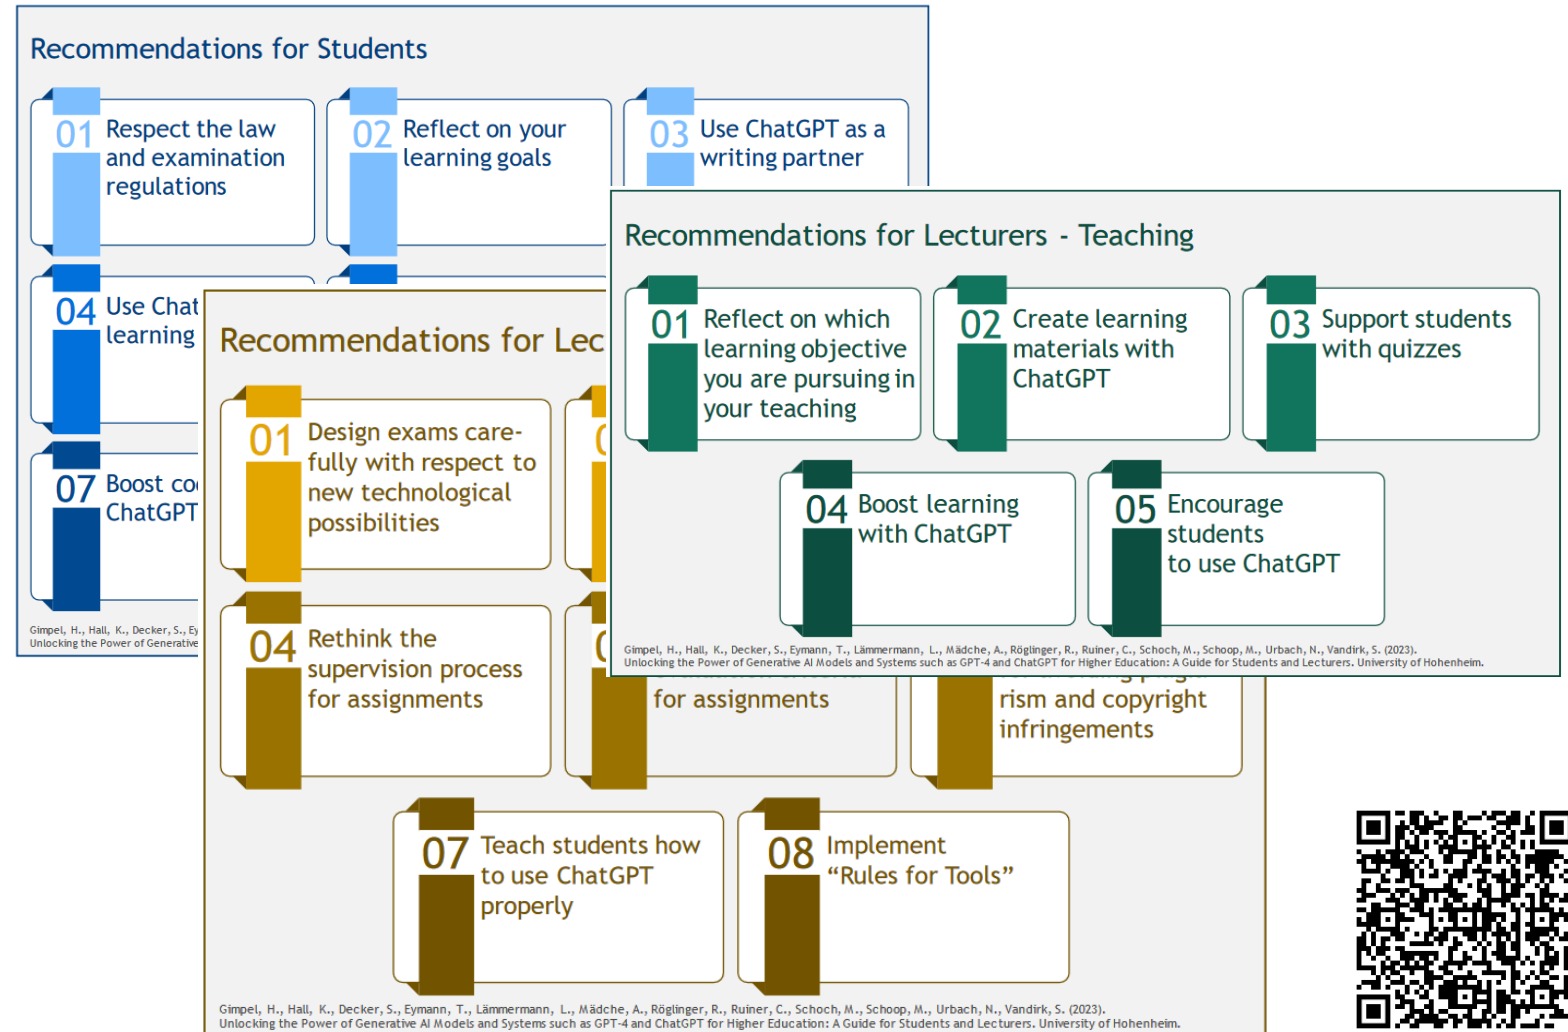 Recommendations for Students
01
Respect the law
and examination
regulations
02
Reflect on your
learning goals
03
Use ChatGPT as a
writing partner
04
Use Chat
learning
07
Boost
ChatGPT
Gimpel, H., Hall, K., Decker, S.,
Unlocking the Power of Generative
Recommendations for Lecturers - Teaching
01
Reflect on which
learning objective
you are pursuing in
your teaching
02
Create learning
materials with
ChatGPT
03
Support students
with quizzes
04
Boost learning
with ChatGPT
05
Encourage
students
to use ChatGPT
Gimpel, H., Hall, K., Decker, S., Eymann, T., Lämmermann, L., Mädche, A., Röglinger, R., Ruiner, C., Schoch, M., Schoop, M., Urbach, N., Vandirk, S. (2023).
Unlocking the Power of Generative AI Models and Systems such as GPT-4 and ChatGPT for Higher Education: A Guide for Students and Lecturers. University of Hohenheim.
Recommendations for Lec
01
Design exams care-
fully with respect to
new technological
possibilities
04
Rethink the
supervision process
for assignments
for assignments
rism and copyright
infringements
07
Teach students how
to use ChatGPT
properly
08
Implement
“Rules for Tools”
Gimpel, H., Hall, K., Decker, S., Eymann, T., Lämmermann, L., Mädche, A., Röglinger, R., Ruiner, C., Schoch, M., Schoop, M., Urbach, N., Vandirk, S. (2023).
Unlocking the Power of Generative AI Models and Systems such as GPT-4 and ChatGPT for Higher Education: A Guide for Students and Lecturers. University of Hohenheim.